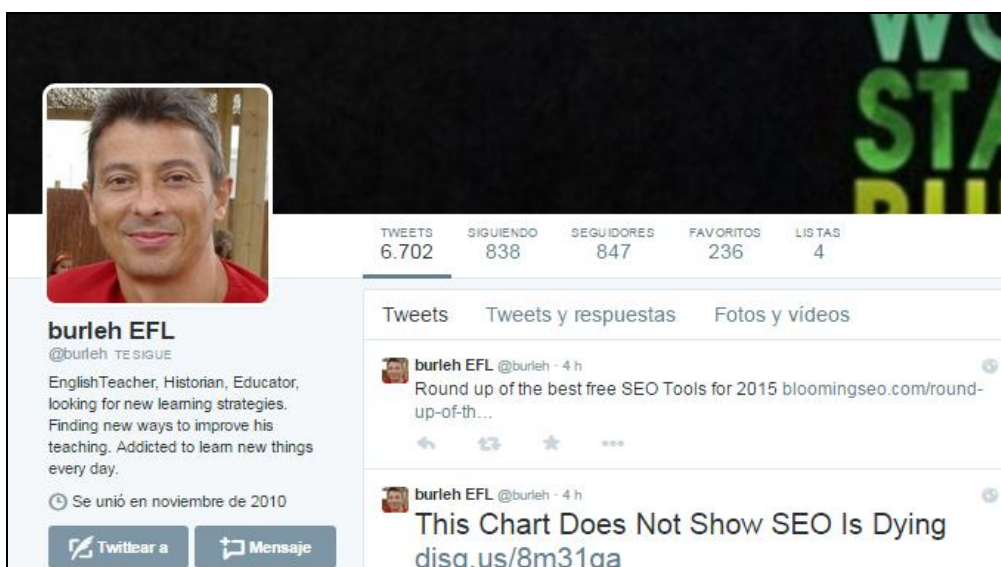 WO
STA
TWEETS SIGUIENDO SEGUIDORES FAVORITOS LISTAS
6.702 838 847 236 4
burleh EFL
@burleh TE SIGUE
EnglishTeacher, Historian, Educator,
looking for new learning strategies.
Finding new ways to improve his
teaching. Addicted to learn new things
every day.
Se unió en noviembre de 2010
Twittear a Mensaje
Tweets Tweets y respuestas Fotos y vídeos
burleh EFL @burleh · 4 h
Round up of the best free SEO Tools for 2015 bloomingseo.com/round-
up-of-th…
burleh EFL @burleh · 4 h
This Chart Does Not Show SEO Is Dying
disq.us/8m31qa